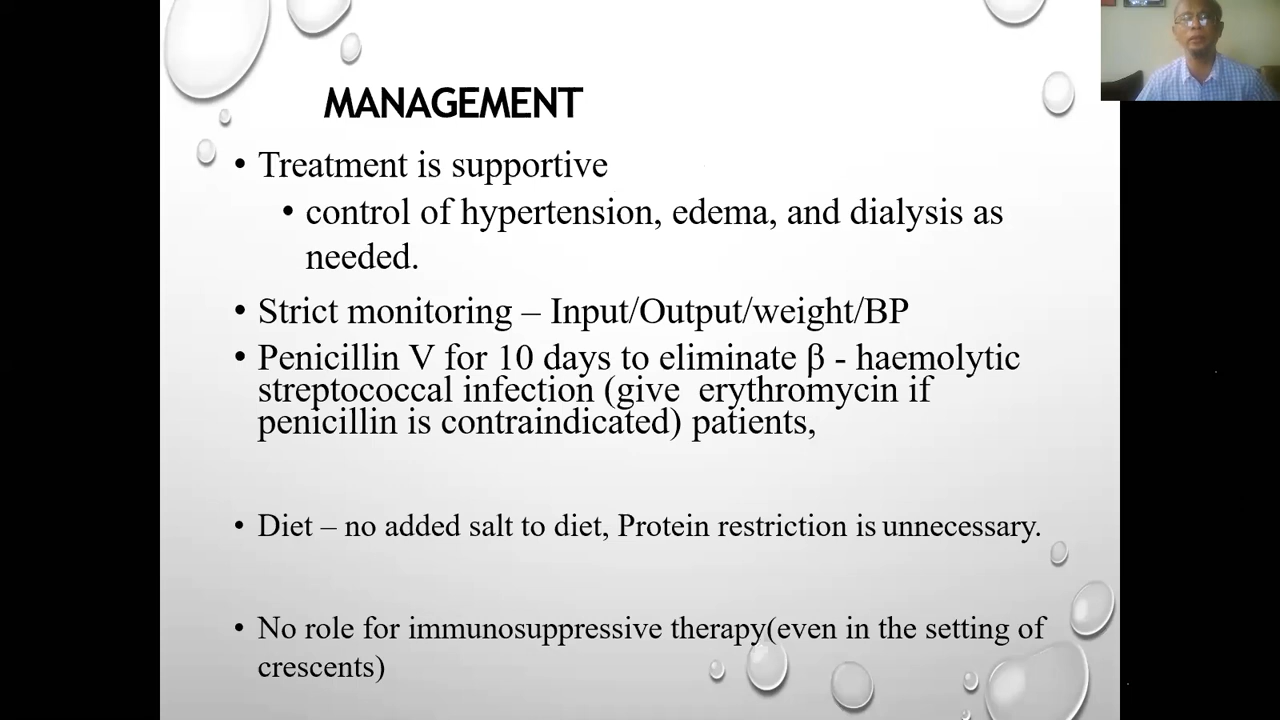 MANAGEMENT
• Treatment is supportive
• control of hypertension, edema, and dialysis as
needed.
• Strict monitoring – Input/Output/weight/BP
• Penicillin V for 10 days to eliminate β - haemolytic
streptococcal infection (give  erythromycin if
penicillin is contraindicated) patients,
• Diet – no added salt to diet, Protein restriction is unnecessary.
• No role for immunosuppressive therapy(even in the setting of
crescents)